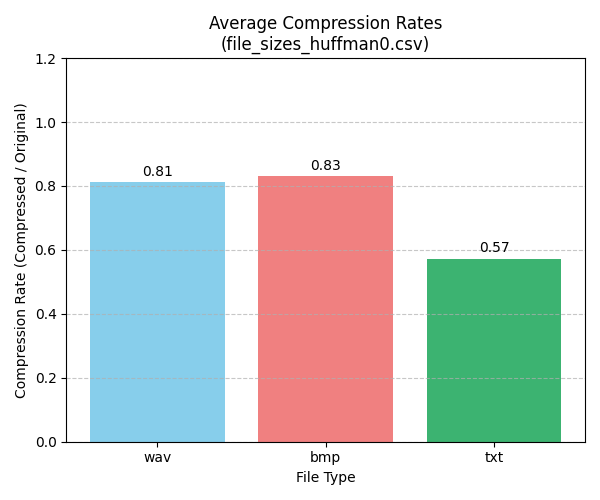 Average Compression Rates
(file_sizes_huffman0.csv)
Compression Rate (Compressed / Original)
1.2
1.0
0.8
0.6
0.4
0.2
0.0
0.81
0.83
0.57
wav
bmp
txt
File Type